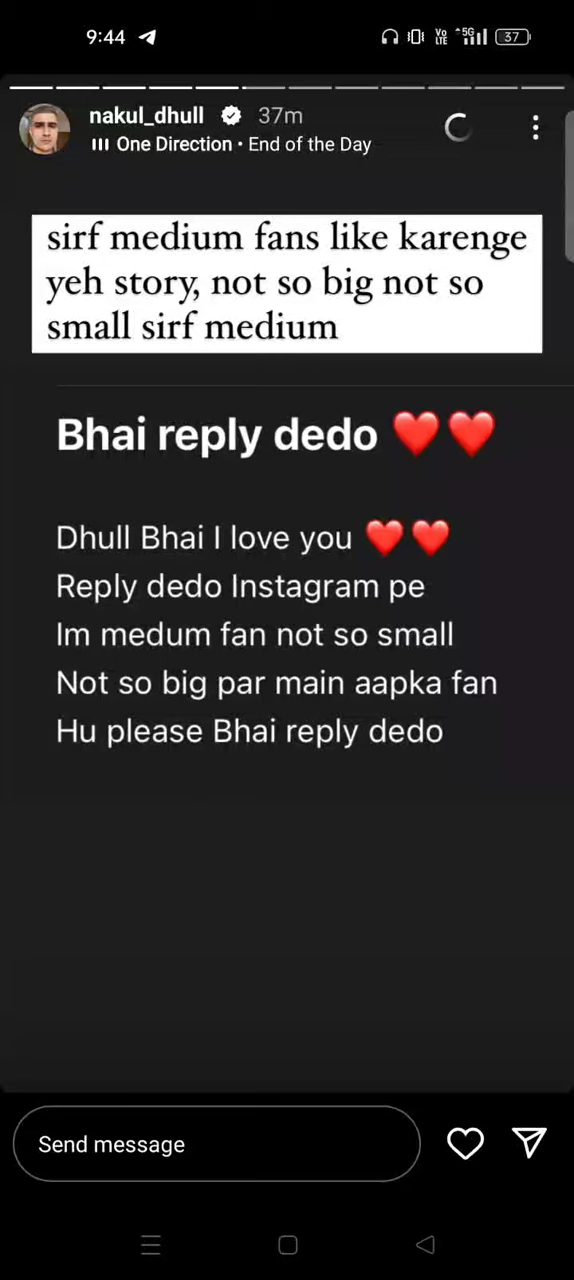 9:44
Vo
LTE
5G
37
nakul_dhull 37m
One Direction • End of the Day
sirf medium fans like karenge
yeh story, not so big not so
small sirf medium
Bhai reply dedo ❤️❤️
Dhull Bhai I love you ❤️❤️
Reply dedo Instagram pe
Im medum fan not so small
Not so big par main aapka fan
Hu please Bhai reply dedo
Send message